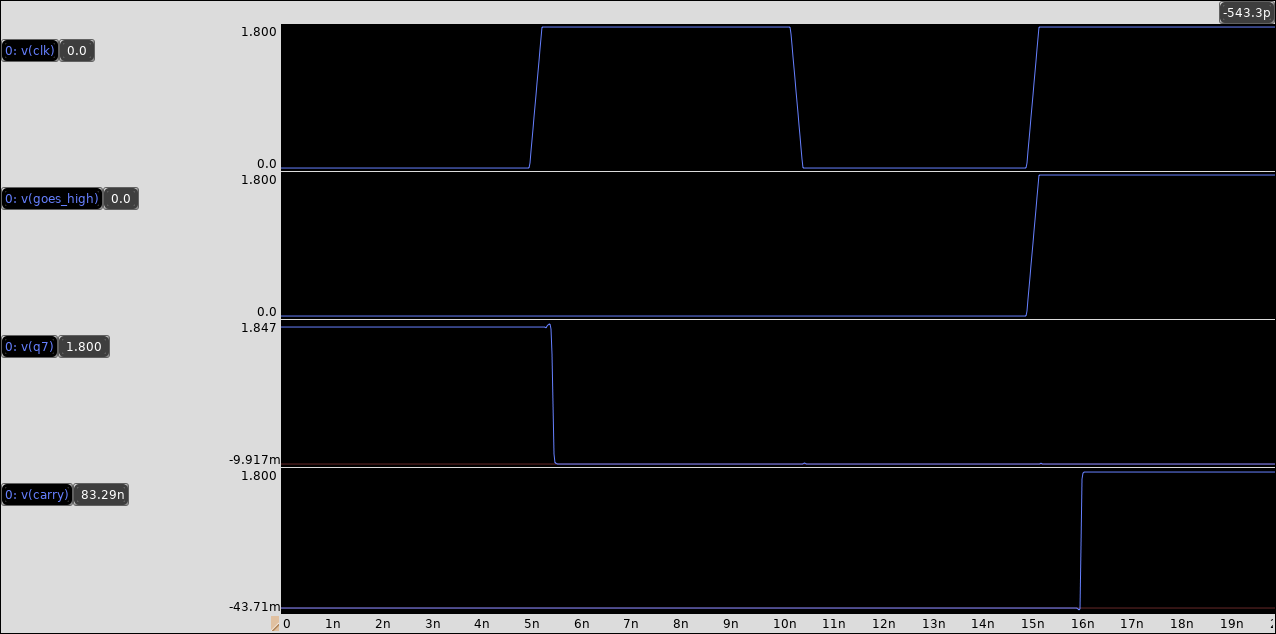 -543.3p
1.800
0: v(clk) 0.0
0.0
1.800
0: v(goes_high) 0.0
0.0
1.847
0: v(q7) 1.800
-9.917m
1.800
0: v(carry) 83.29n
-43.71m
0 1n 2n 3n 4n 5n 6n 7n 8n 9n 10n 11n 12n 13n 14n 15n 16n 17n 18n 19n